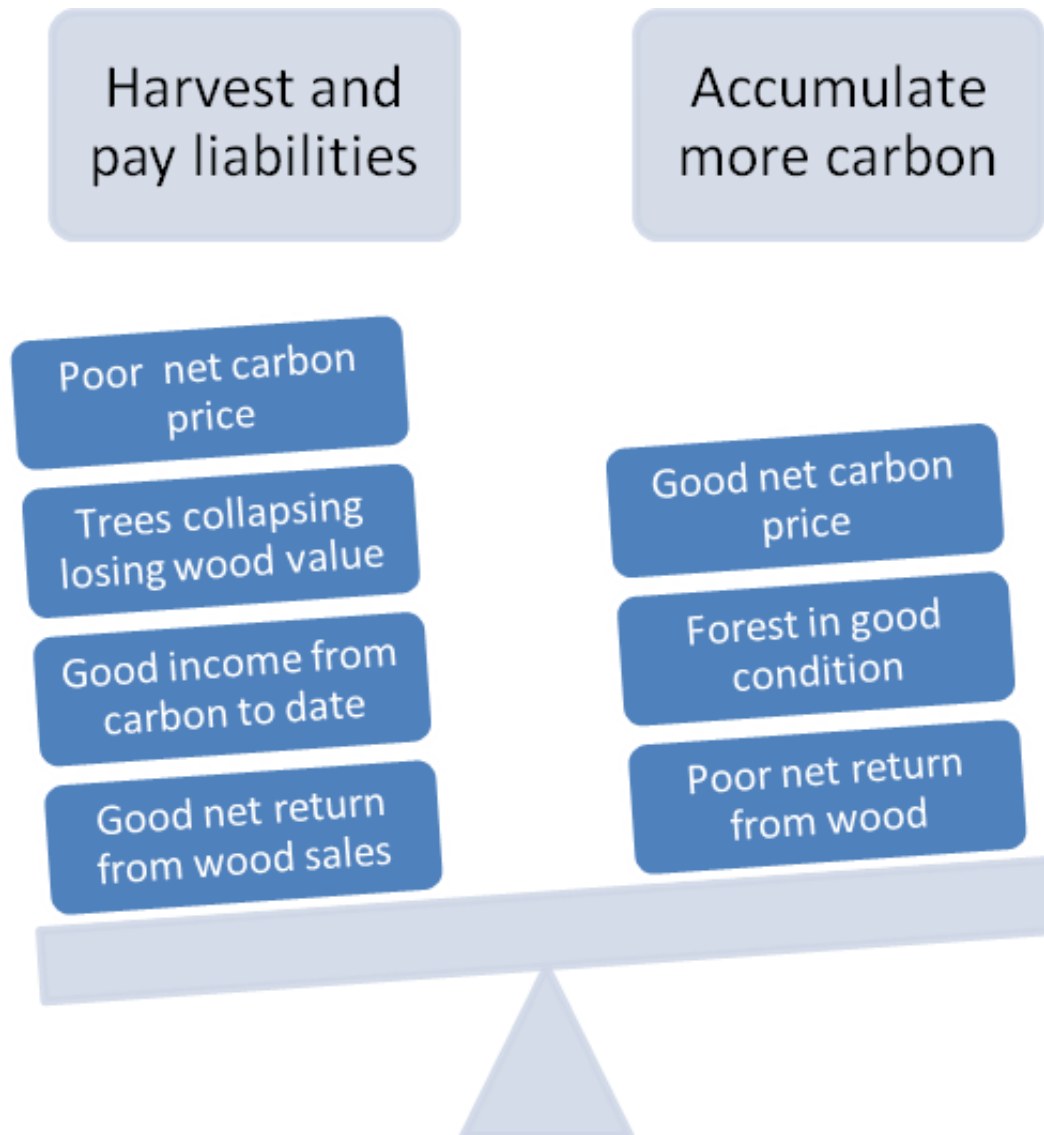 Harvest and
pay liabilities
Accumulate
more carbon
Poor  net carbon
price
Trees collapsing
losing wood value
Good income from
carbon to date
Good net return
from wood sales
Good net carbon
price
Forest in good
condition
Poor net return
from wood